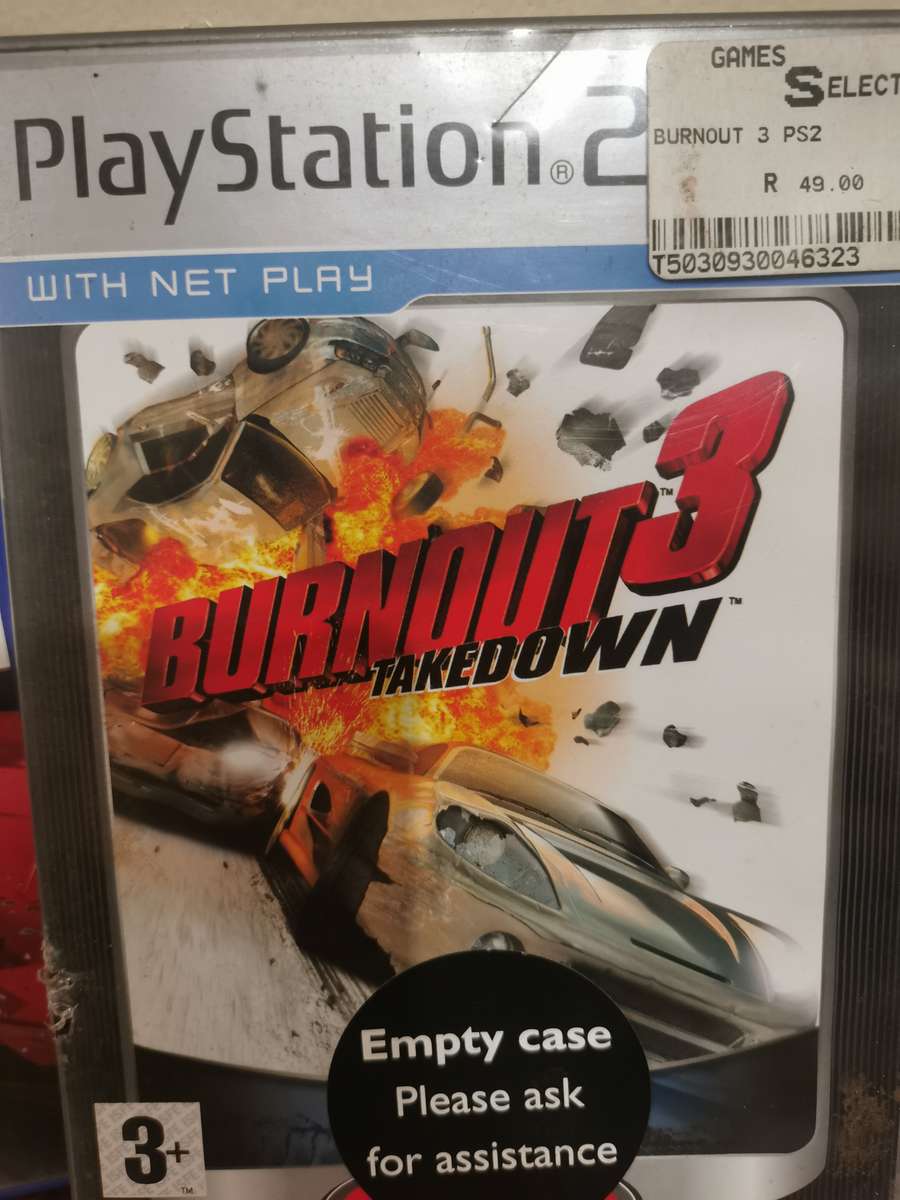 GAMES
SELECT
BURNOUT 3 PS2
R 49.00
T5030930046323
PlayStation®2
WITH NET PLAY
BURNOUT™3
TAKEDOWN™
Empty case
Please ask
for assistance
3+
™